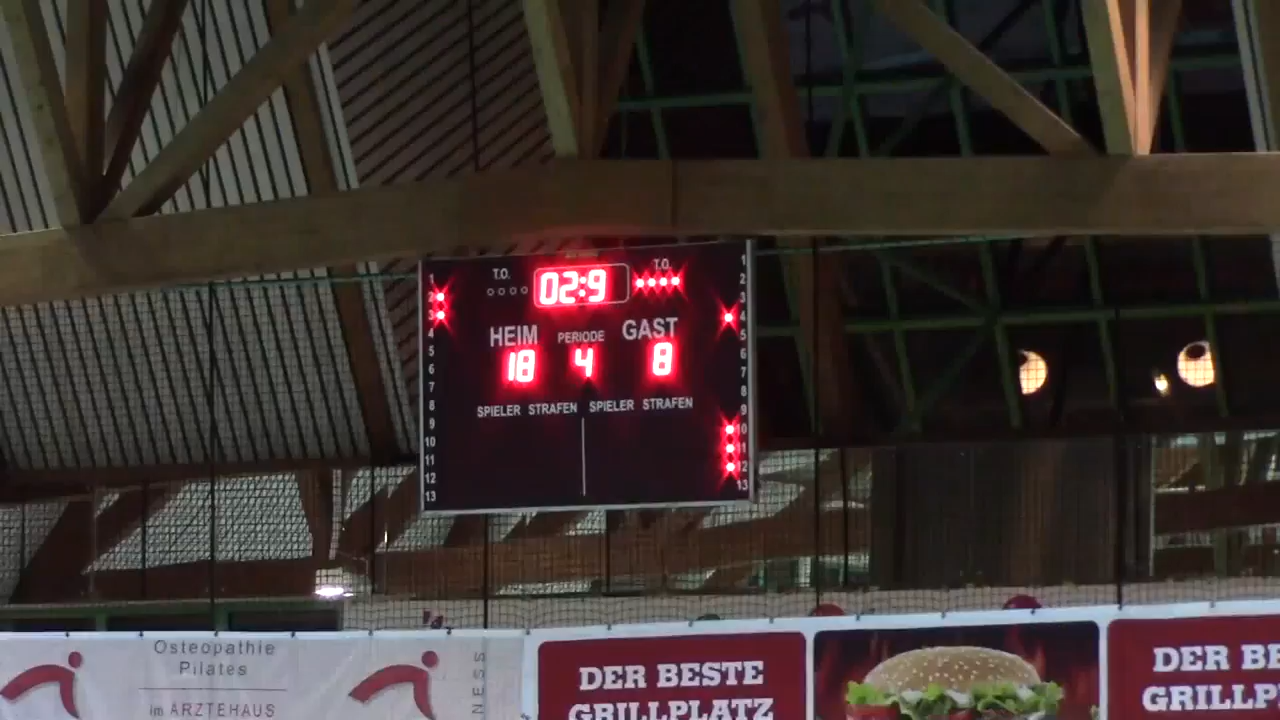 T.O. 02:9 T.O.
HEIM PERIODE GAST
18 4 8
SPIELER STRAFEN SPIELER STRAFEN
1 1
2 2
3 3
4 4
5 5
6 6
7 7
8 8
9 9
10 10
11 11
12 12
13 13
Osteopathie
Pilates
im ÄRZTEHAUS
NESS
DER BESTE
GRILLPLATZ
DER BE
GRILLP